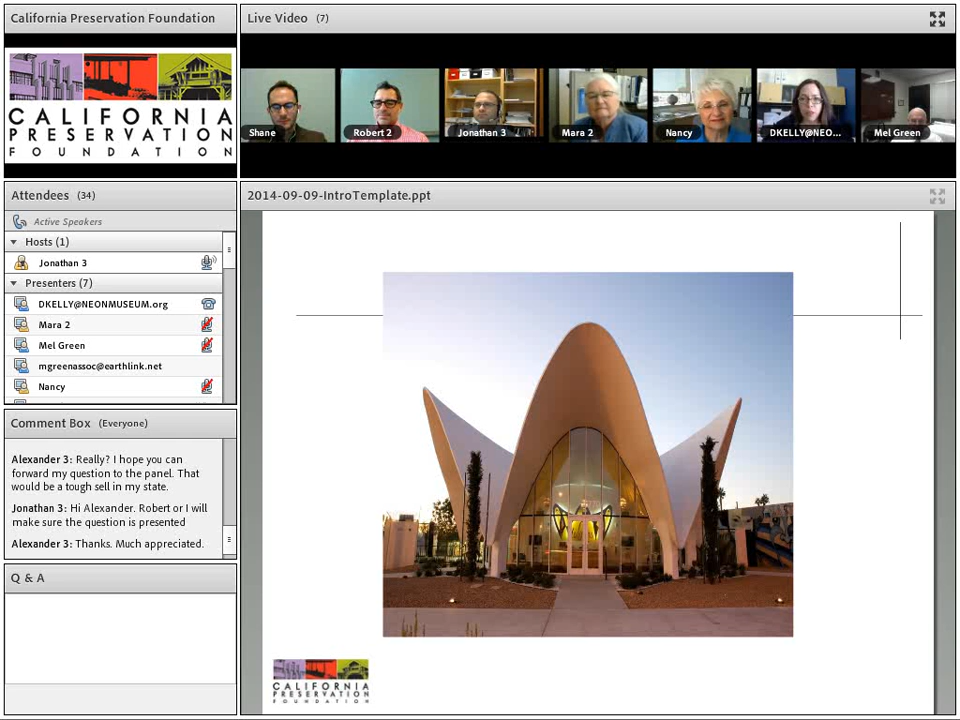 California Preservation Foundation
CALIFORNIA
PRESERVATION
FOUNDATION
Live Video (7)
Shane
Robert 2
Jonathan 3
Mara 2
Nancy
DKELLY@NEO...
Mel Green
Attendees (34)
Active Speakers
Hosts (1)
Jonathan 3
Presenters (7)
DKELLY@NEONMUSEUM.org
Mara 2
Mel Green
mgreenassoc@earthlink.net
Nancy
Comment Box (Everyone)
Alexander 3: Really? I hope you can
forward my question to the panel. That
would be a tough sell in my state.
Jonathan 3: Hi Alexander. Robert or I will
make sure the question is presented
Alexander 3: Thanks. Much appreciated.
Q & A
2014-09-09-IntroTemplate.ppt
CALIFORNIA
PRESERVATION
FOUNDATION